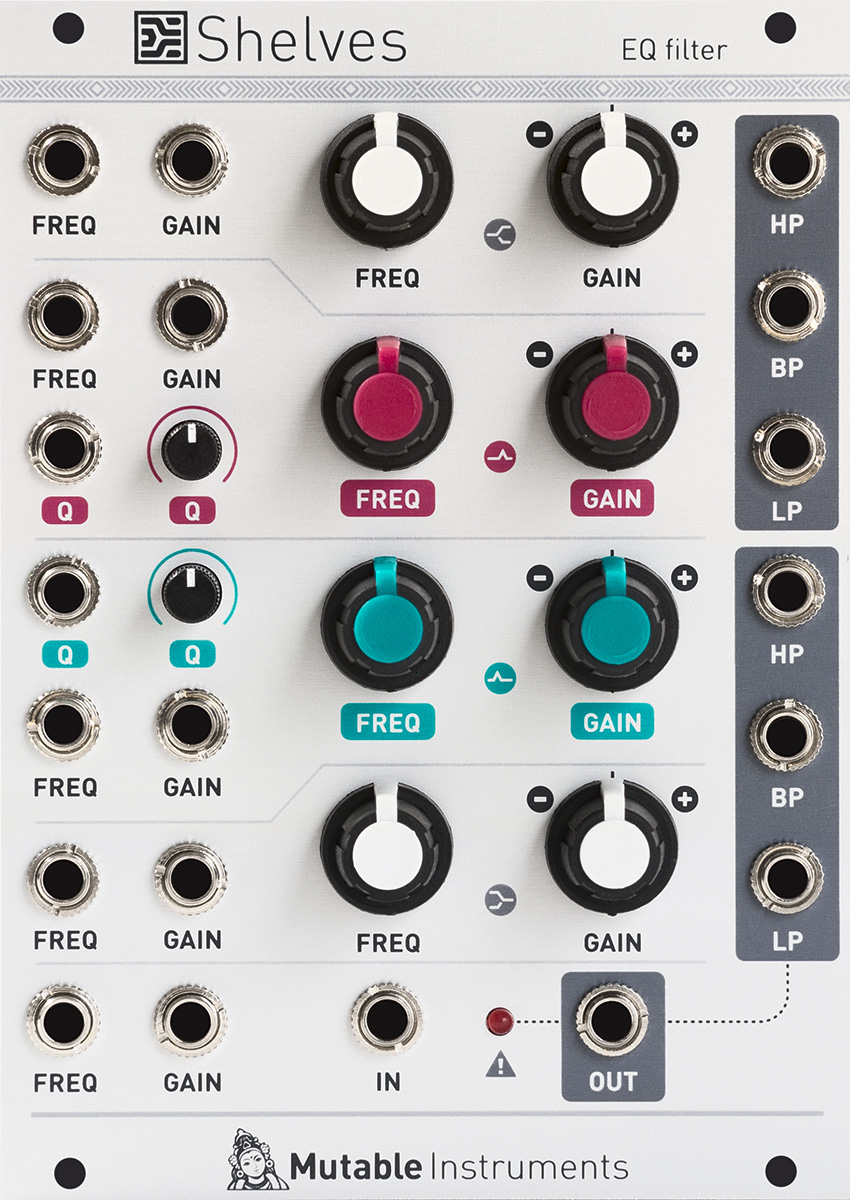 Shelves
EQ filter
FREQ GAIN
FREQ GAIN
HP
FREQ GAIN
BP
Q Q
FREQ GAIN
LP
Q Q
HP
FREQ GAIN
FREQ GAIN
BP
FREQ GAIN
FREQ GAIN
LP
FREQ GAIN
IN
OUT
Mutable Instruments